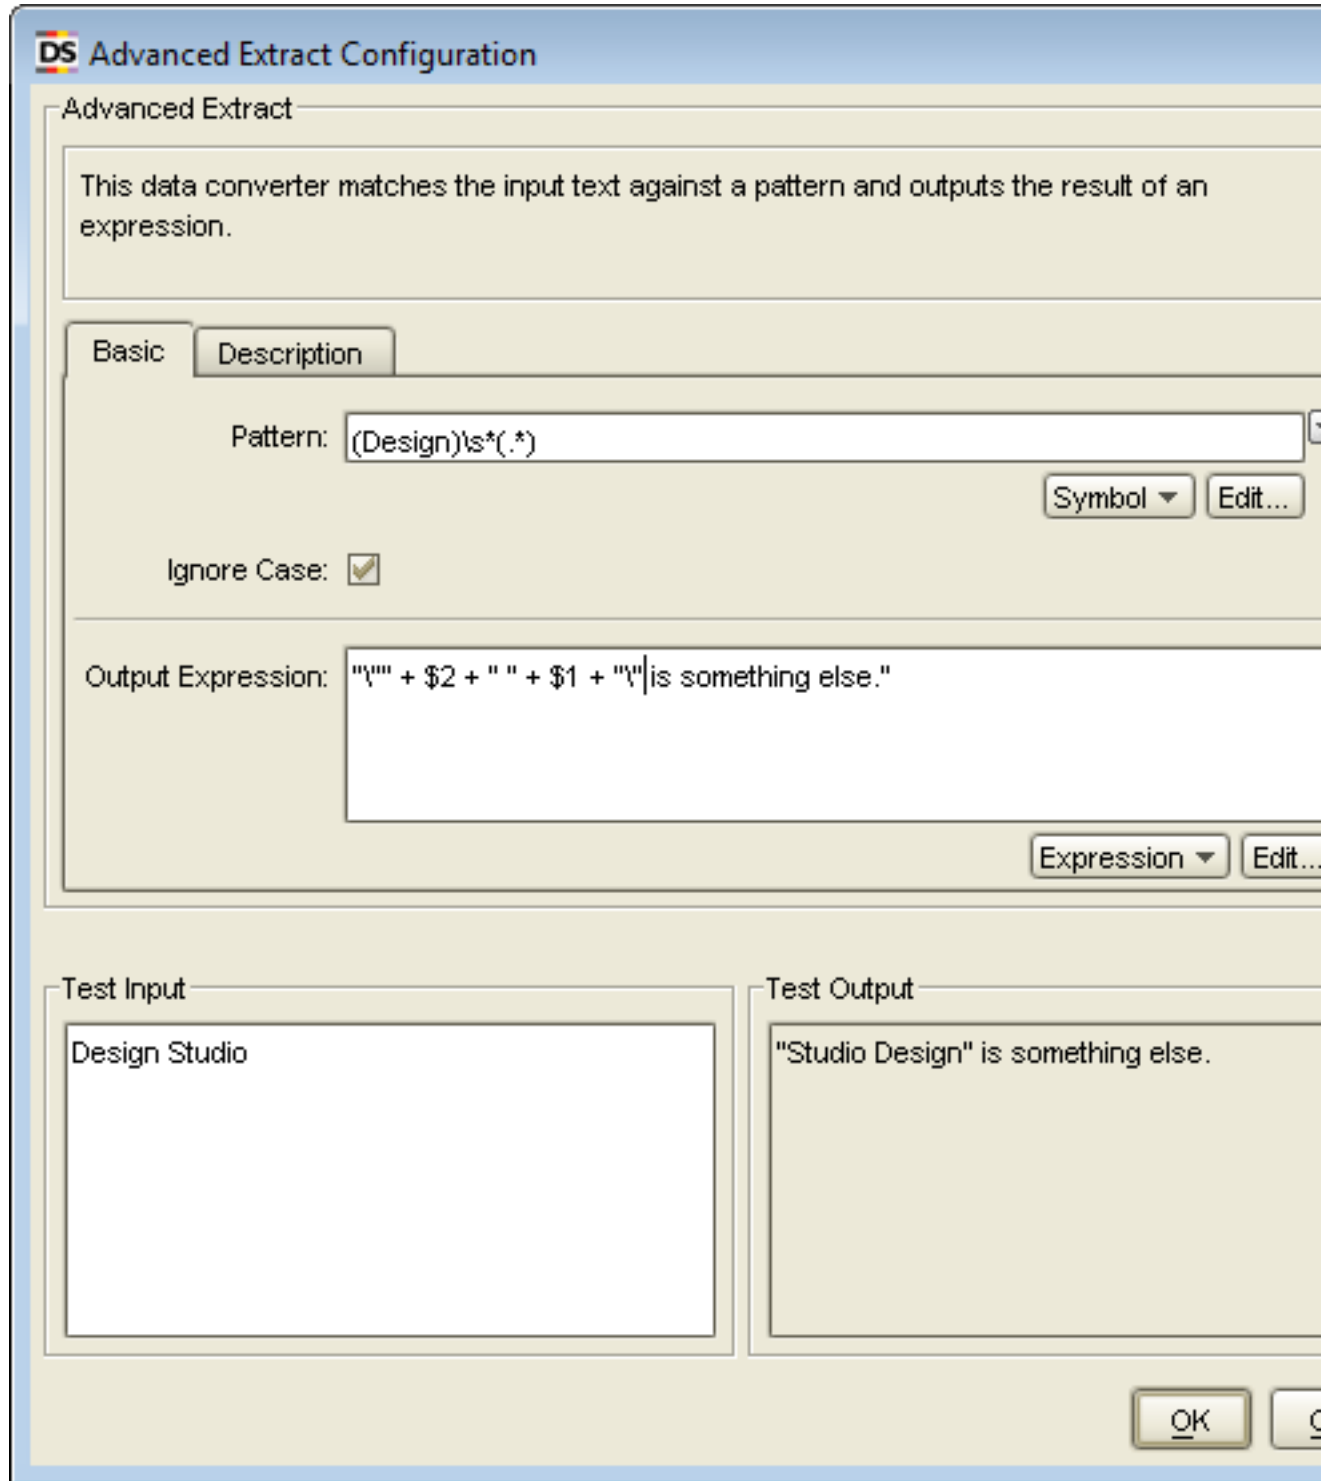 DS Advanced Extract Configuration
Advanced Extract
This data converter matches the input text against a pattern and outputs the result of an
expression.
Basic Description
Pattern: (Design)\s*(.*)
Symbol Edit...
Ignore Case:
Output Expression: "\"" + $2 + " " + $1 + "\" is something else."
Expression Edit...
Test Input Test Output
Design Studio "Studio Design" is something else.
OK